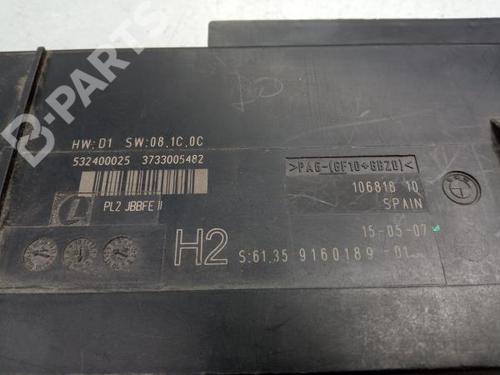 B-PARTS
HW: D1 SW:08.1C.0C
532400025 3733005482
>PA6-(GF10+GB20)<
106818 10
SPAIN
L
PL2 JBBFE II
15-05-07
H2 S:61.35 9160189-01